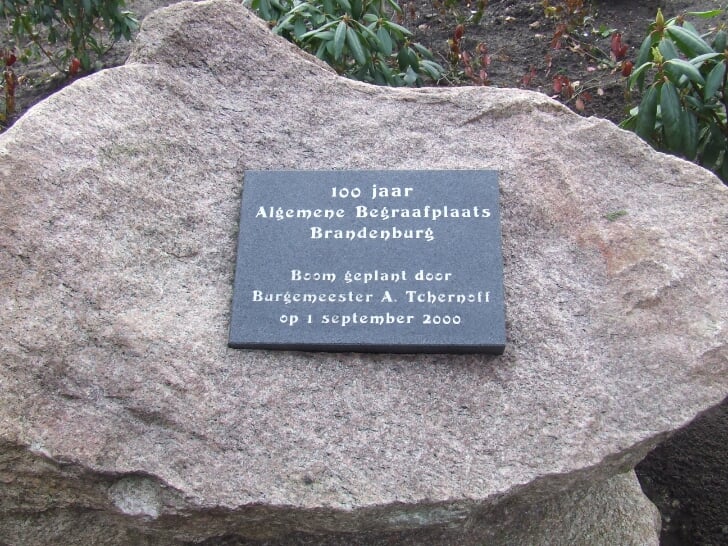 100 jaar
Algemene Begraafplaats
Brandenburg
Boom geplant door
Burgemeester A. Tchernoff
op 1 september 2000